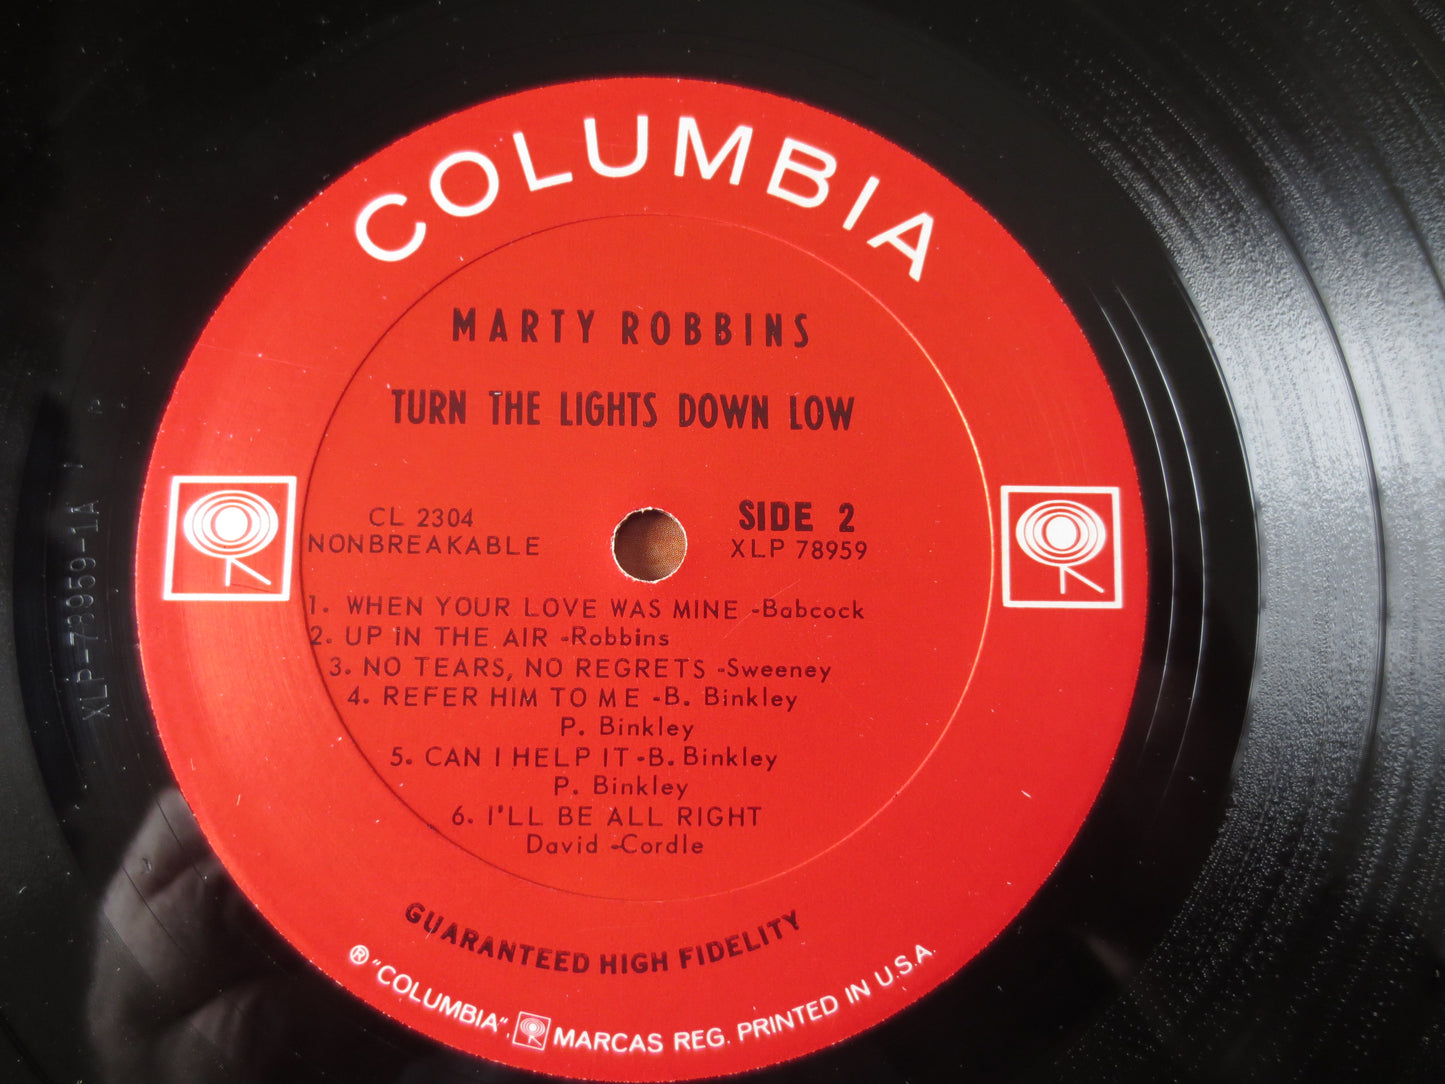 COLUMBIA
MARTY ROBBINS
TURN THE LIGHTS DOWN LOW
CL 2304
NONBREAKABLE
SIDE 2
XLP 78959
1. WHEN YOUR LOVE WAS MINE -Babcock
2. UP IN THE AIR -Robbins
3. NO TEARS, NO REGRETS -Sweeney
4. REFER HIM TO ME -B. Binkley
P. Binkley
5. CAN I HELP IT -B. Binkley
P. Binkley
6. I'LL BE ALL RIGHT
David -Cordle
GUARANTEED HIGH FIDELITY
® "COLUMBIA", MARCAS REG. PRINTED IN U.S.A.
XLP-78959-1A